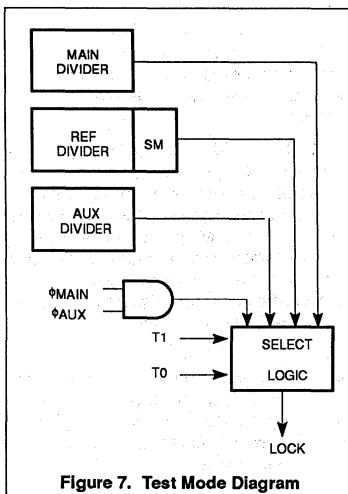 MAIN
DIVIDER
REF
DIVIDER
SM
AUX
DIVIDER
ΦMAIN
ΦAUX
T1
T0
SELECT
LOGIC
LOCK
Figure 7. Test Mode Diagram